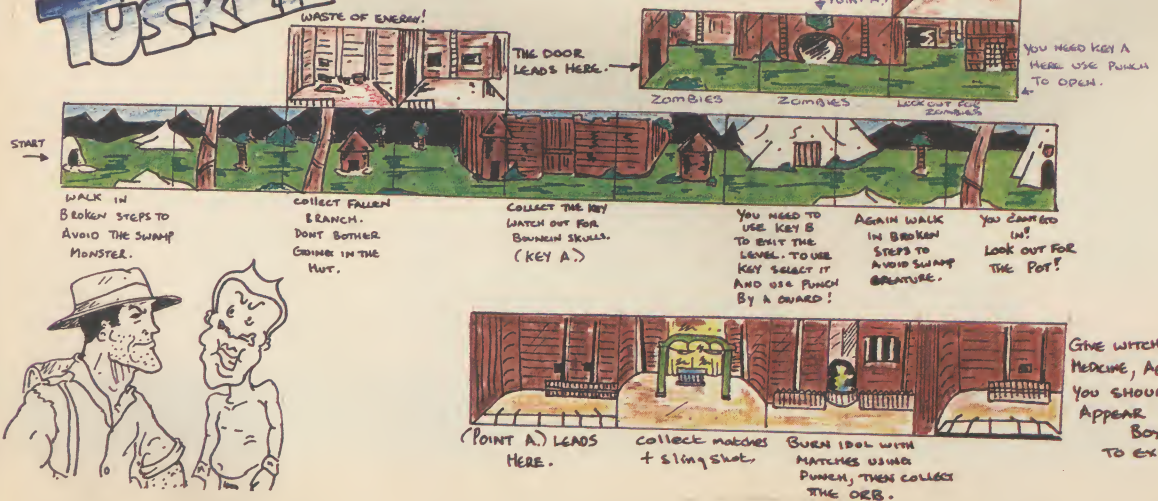 WASTE OF ENERGY!
POINT A.)
THE DOOR
LEADS HERE.
YOU NEED KEY A
HERE USE PUNCH
TO OPEN.
ZOMBIES
ZOMBIES
LOOK OUT FOR
ZOMBIES
START
WALK IN
BROKEN STEPS TO
AVOID THE SWAMP
MONSTER.
COLLECT FALLEN
BRANCH.
DONT BOTHER
GOING IN THE
HUT.
COLLECT THE KEY
WATCH OUT FOR
BOUNCIN SKULLS.
(KEY A.)
YOU NEED TO
USE KEY B
TO EXIT THE
LEVEL. TO USE
KEY SELECT IT
AND USE PUNCH
BY A GUARD!
AGAIN WALK
IN BROKEN
STEPS TO
AVOID SWAMP
CREATURE.
YOU CANT GO
IN!
LOOK OUT FOR
THE POT!
(POINT A.) LEADS
HERE.
collect matches
+ Slingshot.
BURN IDOL WITH
MATCHES USING
PUNCH, THEN COLLECT
THE ORB.
GIVE WITCH
MEDCINE,
YOU SHOU
APPEAR
BO
TO EX